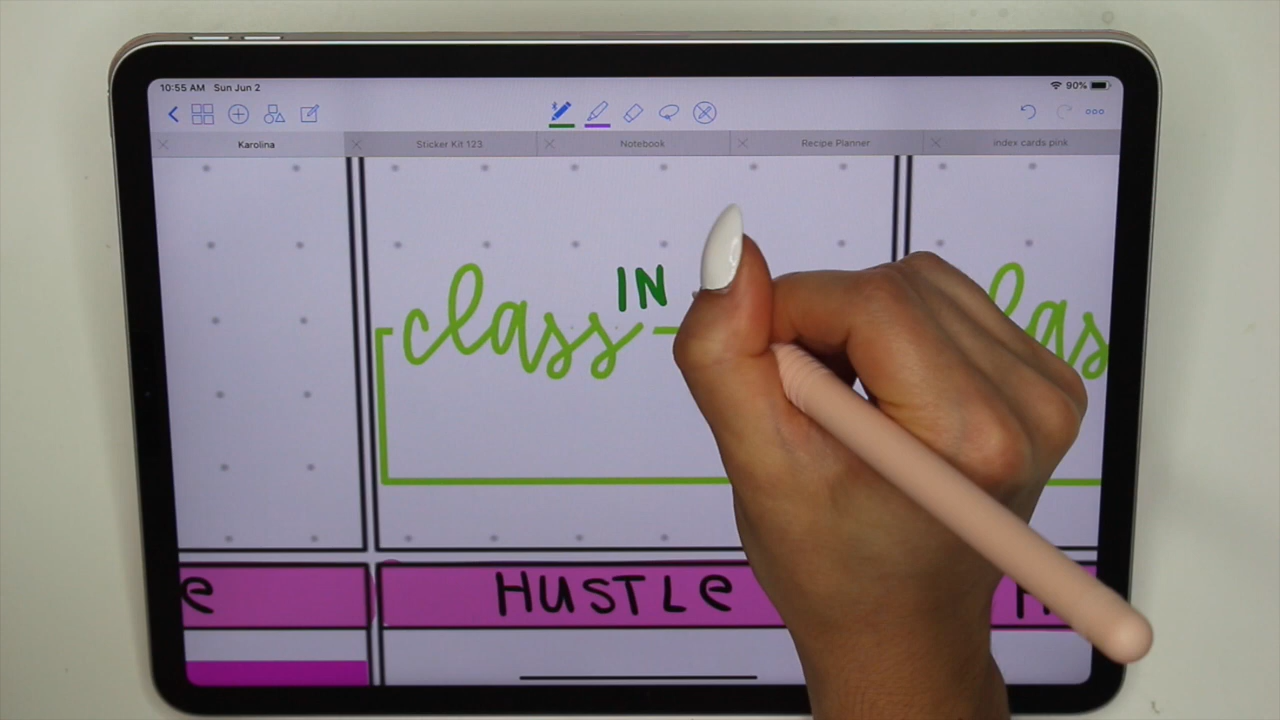 10:55 AM Sun Jun 2 90%
Karolina Sticker Kit 123 Notebook Recipe Planner index cards pink
IN
class
HUSTLE